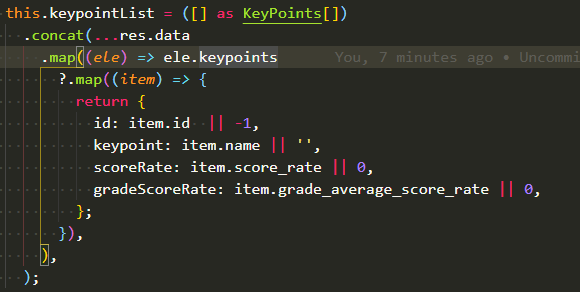 this.keypointList = ([] as KeyPoints[])
.concat(...res.data
.map((ele) => ele.keypoints You, 7 minutes ago • Uncommi
?.map((item) => {
return {
id: item.id || -1,
keypoint: item.name || '',
scoreRate: item.score_rate || 0,
gradeScoreRate: item.grade_average_score_rate || 0,
};
}),
),
);